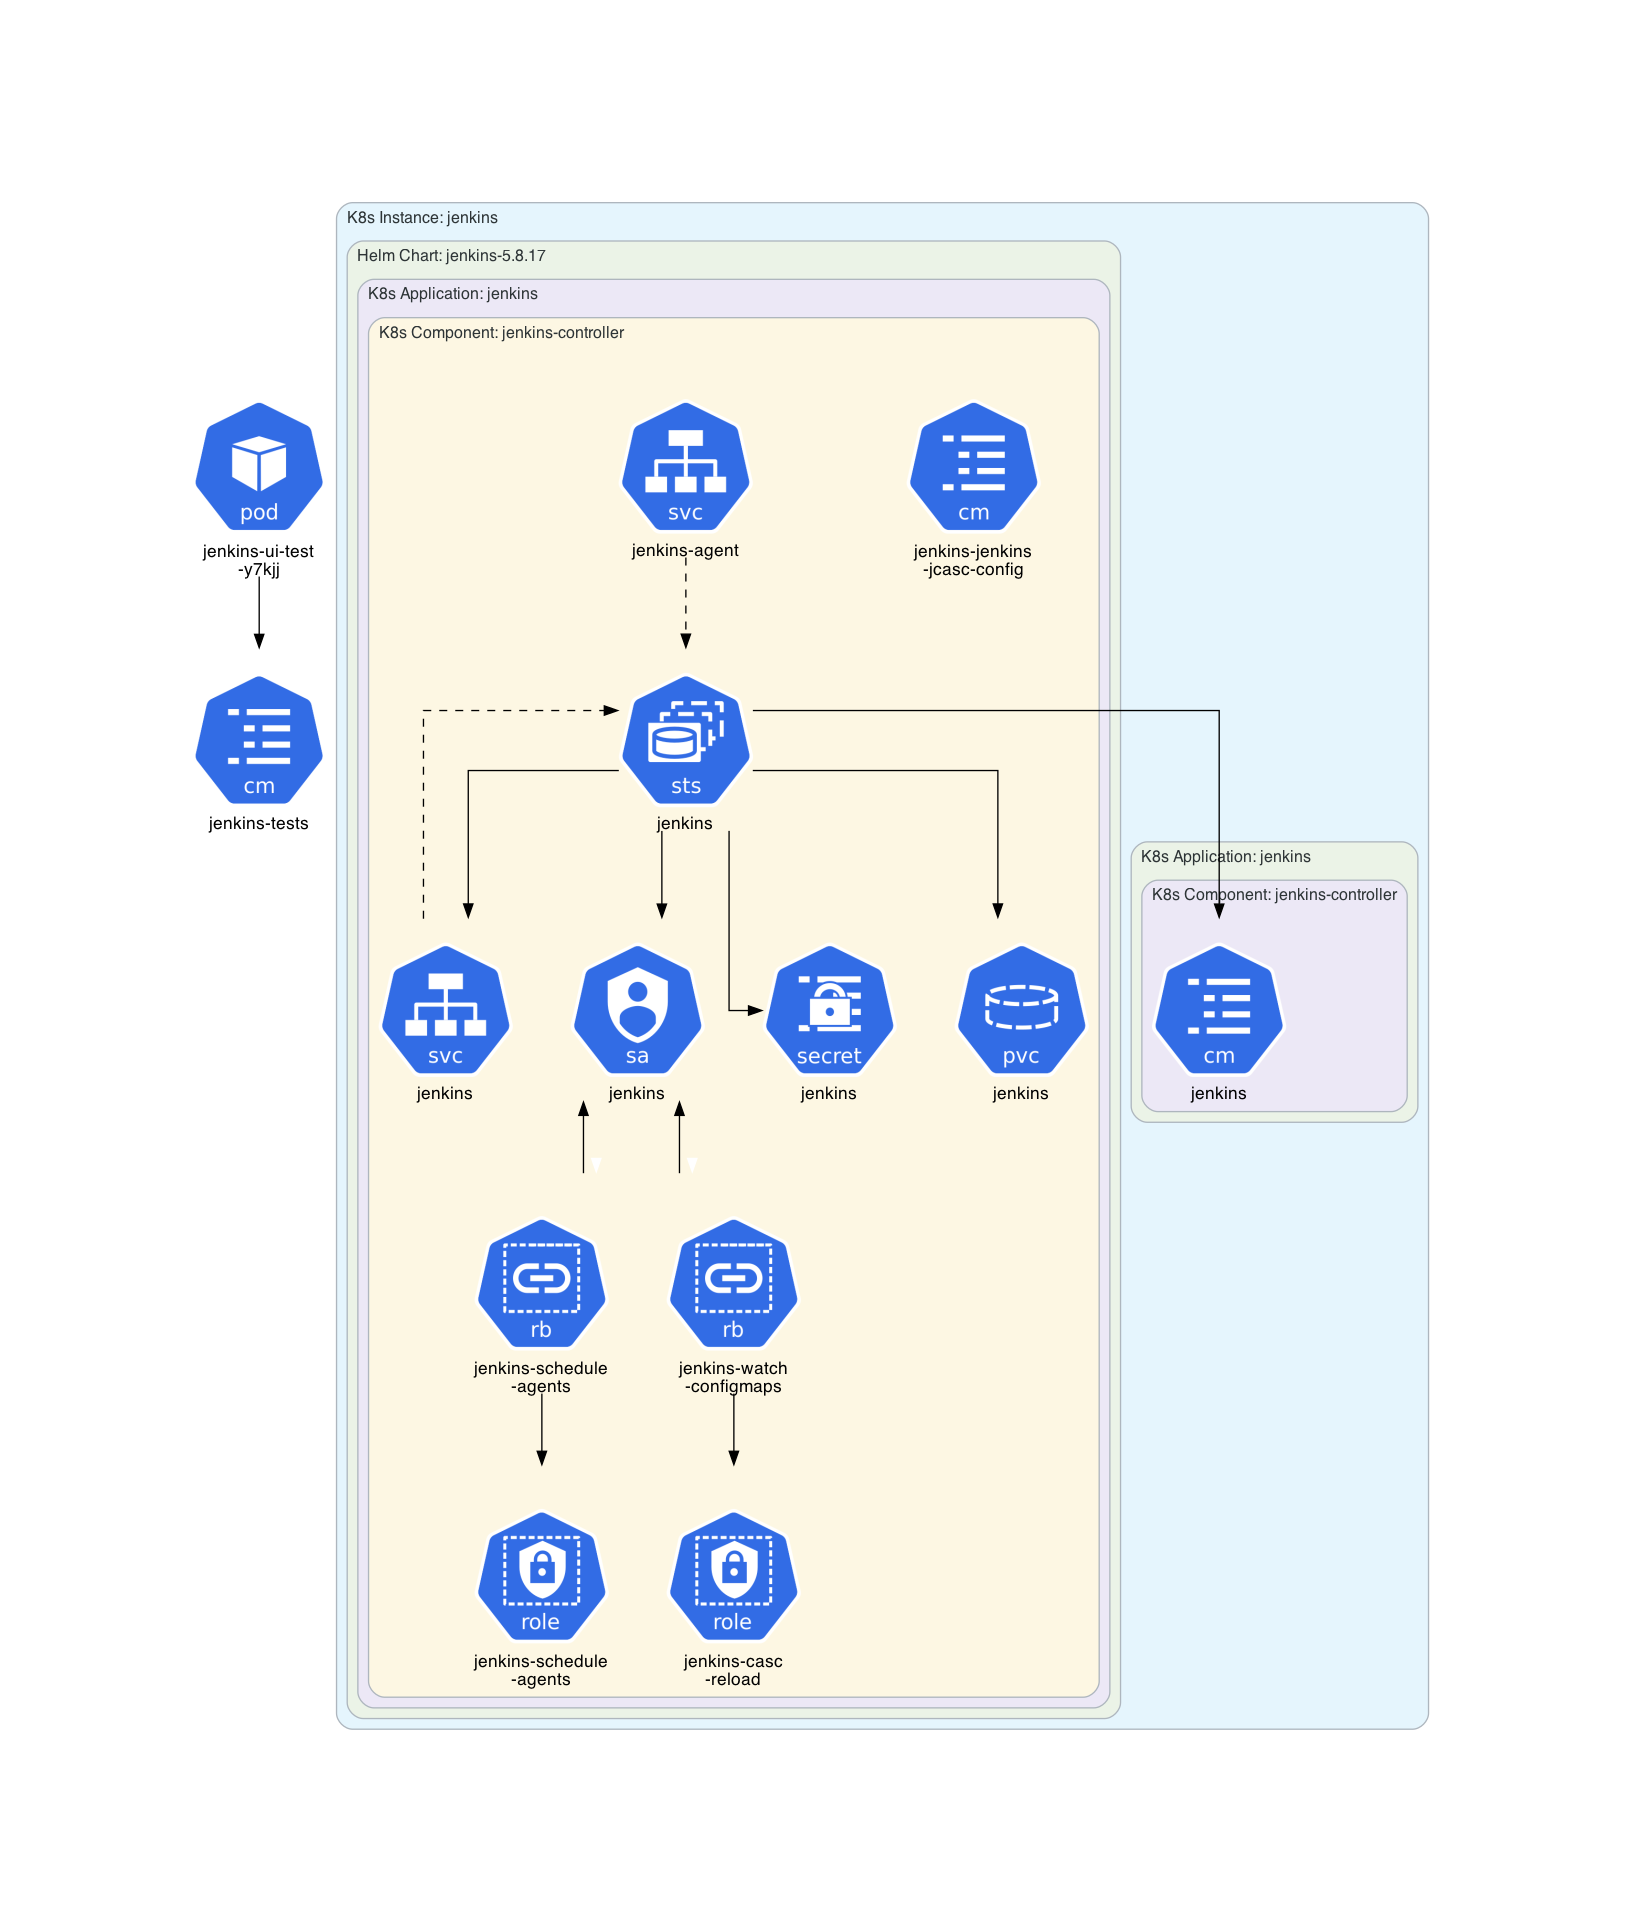 K8s Instance: jenkins
Helm Chart: jenkins-5.8.17
K8s Application: jenkins
K8s Component: jenkins-controller
pod
jenkins-ui-test
-y7kjj
svc
jenkins-agent
cm
jenkins-jenkins
-jcasc-config
cm
jenkins-tests
sts
jenkins
K8s Application: jenkins
K8s Component: jenkins-controller
svc
jenkins
sa
jenkins
secret
jenkins
pvc
jenkins
cm
jenkins
rb
jenkins-schedule
-agents
rb
jenkins-watch
-configmaps
role
jenkins-schedule
-agents
role
jenkins-casc
-reload